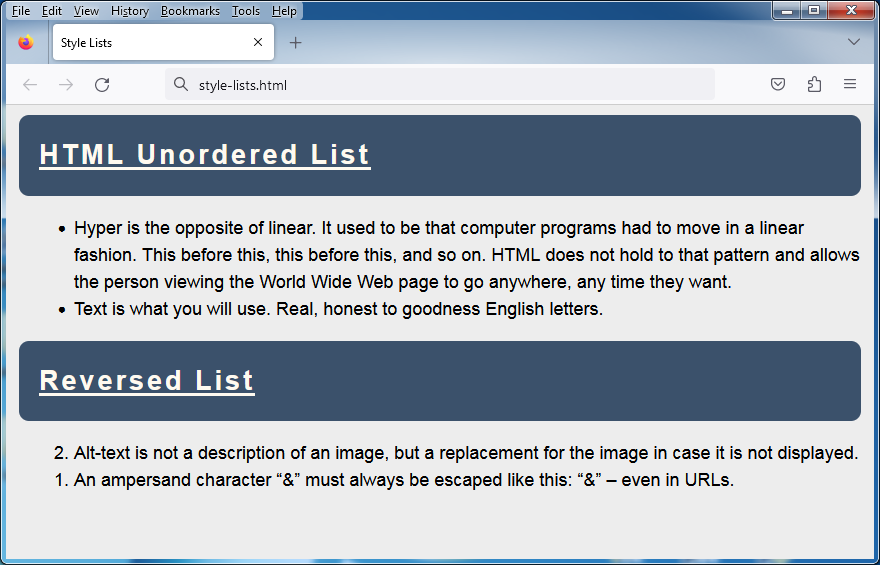 File Edit View History Bookmarks Tools Help
Style Lists
style-lists.html
HTML Unordered List
• Hyper is the opposite of linear. It used to be that computer programs had to move in a linear
fashion. This before this, this before this, and so on. HTML does not hold to that pattern and allows
the person viewing the World Wide Web page to go anywhere, any time they want.
• Text is what you will use. Real, honest to goodness English letters.
Reversed List
2. Alt-text is not a description of an image, but a replacement for the image in case it is not displayed.
1. An ampersand character “&” must always be escaped like this: “&” – even in URLs.